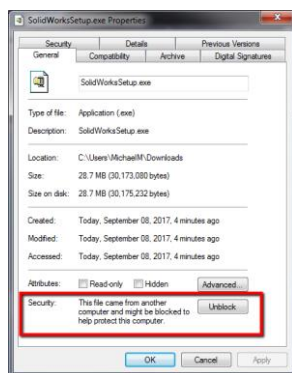 SolidWorksSetup.exe Properties
Security Details Previous Versions
General Compatibility Archive Digital Signatures
SolidWorksSetup.exe
Type of file: Application (.exe)
Description: SolidWorksSetup.exe
Location: C:\Users\MichaelM\Downloads
Size: 28.7 MB (30,173,080 bytes)
Size on disk: 28.7 MB (30,175,232 bytes)
Created: Today, September 08, 2017, 4 minutes ago
Modified: Today, September 08, 2017, 4 minutes ago
Accessed: Today, September 08, 2017, 4 minutes ago
Attributes: Read-only Hidden Advanced...
Security: This file came from another Unblock
computer and might be blocked to
help protect this computer.
OK Cancel Apply